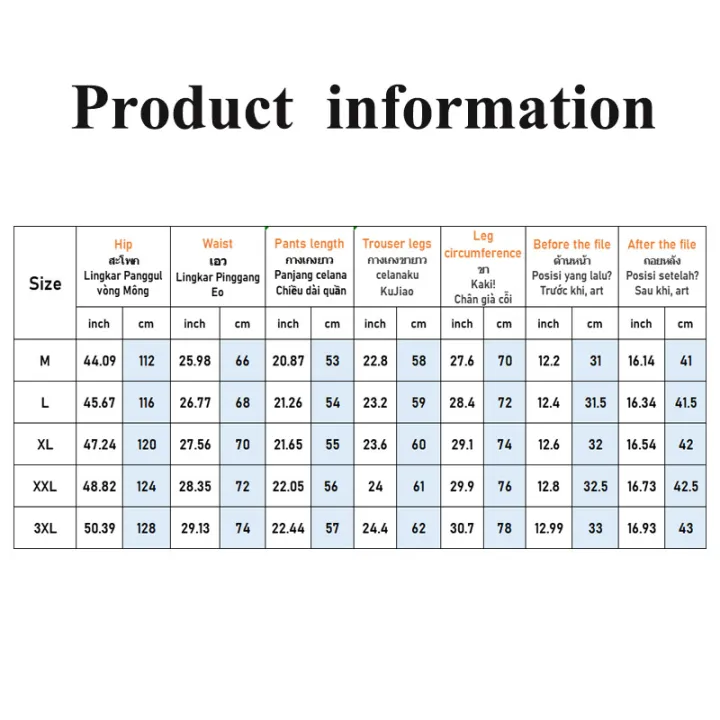 Product information
Size
Hip
สะโพก
Lingkar Panggul
vòng Mông
Waist
เอว
Lingkar Pinggang
Eo
Pants length
กางเกงยาว
Panjang celana
Chiều dài quần
Trouser legs
กางเกงขายาว
celanaku
KuJiao
Leg
circumference
ขา
Kaki!
Chân già cỗi
Before the file
ด้านหน้า
Posisi yang lalu?
Trước khi, art
After the file
ถอยหลัง
Posisi setelah?
Sau khi, art
inch cm inch cm inch cm inch cm inch cm inch cm inch cm
M 44.09 112 25.98 66 20.87 53 22.8 58 27.6 70 12.2 31 16.14 41
L 45.67 116 26.77 68 21.26 54 23.2 59 28.4 72 12.4 31.5 16.34 41.5
XL 47.24 120 27.56 70 21.65 55 23.6 60 29.1 74 12.6 32 16.54 42
XXL 48.82 124 28.35 72 22.05 56 24 61 29.9 76 12.8 32.5 16.73 42.5
3XL 50.39 128 29.13 74 22.44 57 24.4 62 30.7 78 12.99 33 16.93 43